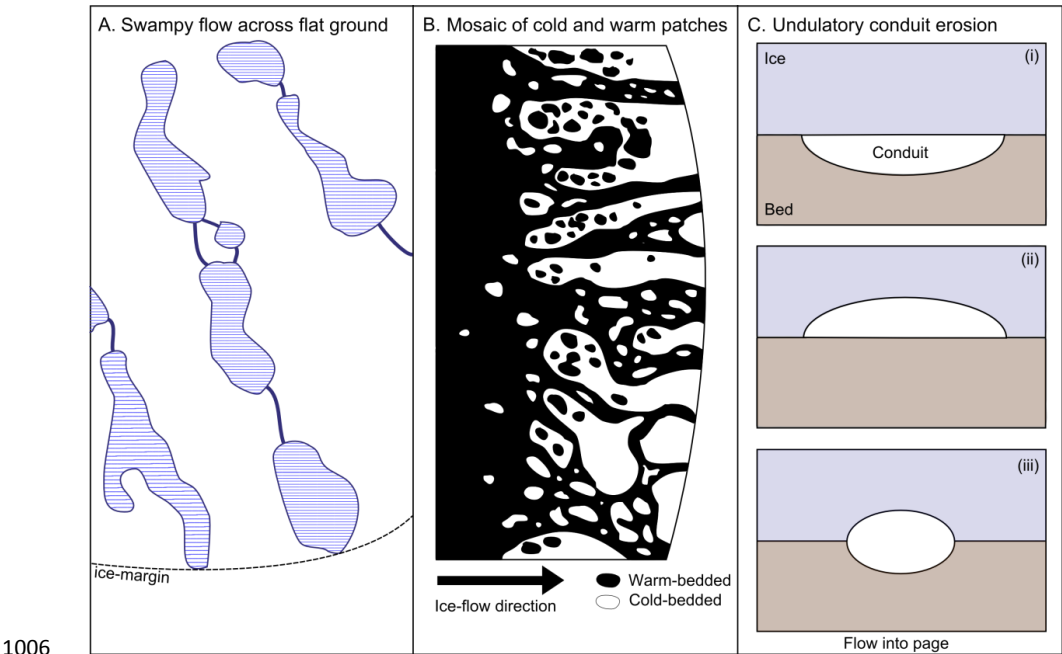 A. Swampy flow across flat ground
ice-margin
B. Mosaic of cold and warm patches
Ice-flow direction
Warm-bedded
Cold-bedded
C. Undulatory conduit erosion
(i)
Ice
Conduit
Bed
(ii)
(iii)
Flow into page
1006